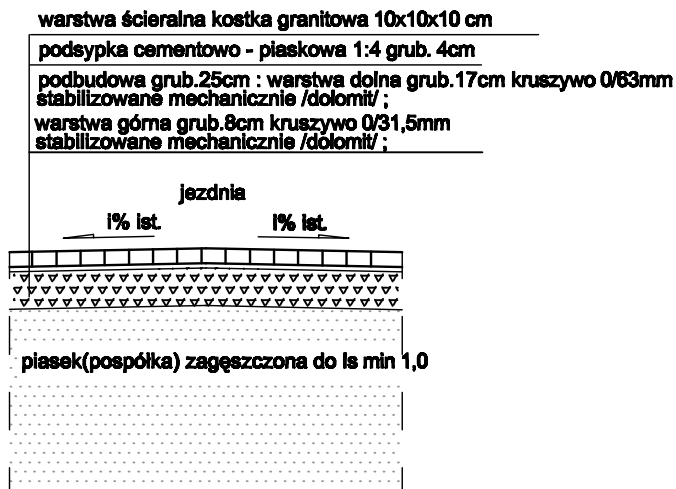 warstwa ścieralna kostka granitowa 10x10x10 cm
podsypka cementowo - piaskowa 1:4 grub. 4cm
podbudowa grub.25cm : warstwa dolna grub.17cm kruszywo 0/63mm
stabilizowane mechanicznie /dolomit/ ;
warstwa górna grub.8cm kruszywo 0/31,5mm
stabilizowane mechanicznie /dolomit/ ;
jezdnia
i% ist. i% ist.
piasek(pospółka) zagęszczona do Is min 1,0